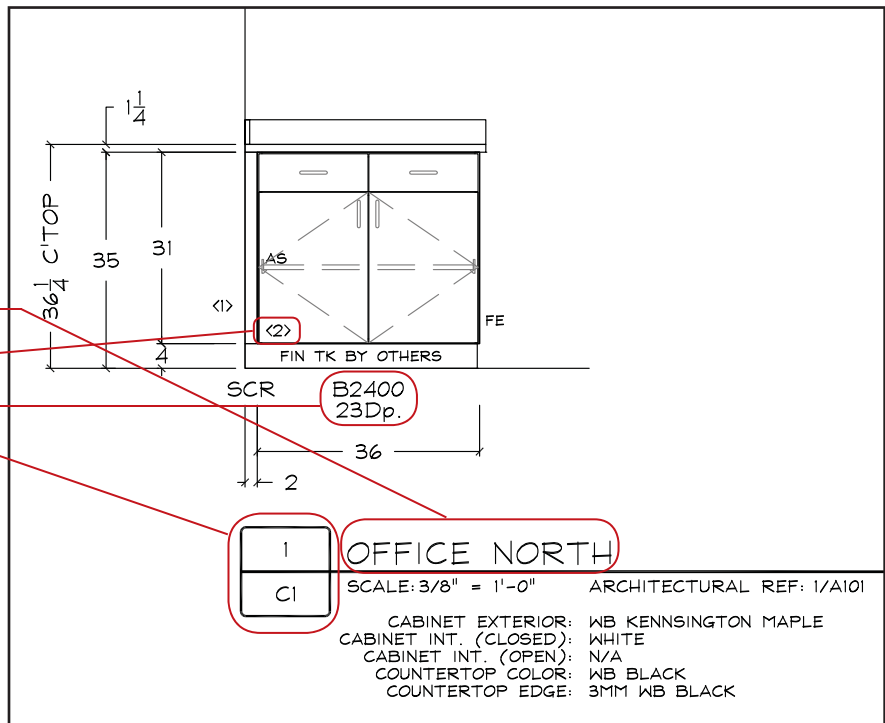 1 1/4
36 1/4 C'TOP
35
31
AS
<1>
<2>
FE
4
FIN TK BY OTHERS
SCR
B2400
23Dp.
36
2
1
OFFICE NORTH
C1
SCALE: 3/8" = 1'-0" ARCHITECTURAL REF: 1/A101
CABINET EXTERIOR: WB KENNSINGTON MAPLE
CABINET INT. (CLOSED): WHITE
CABINET INT. (OPEN): N/A
COUNTERTOP COLOR: WB BLACK
COUNTERTOP EDGE: 3MM WB BLACK